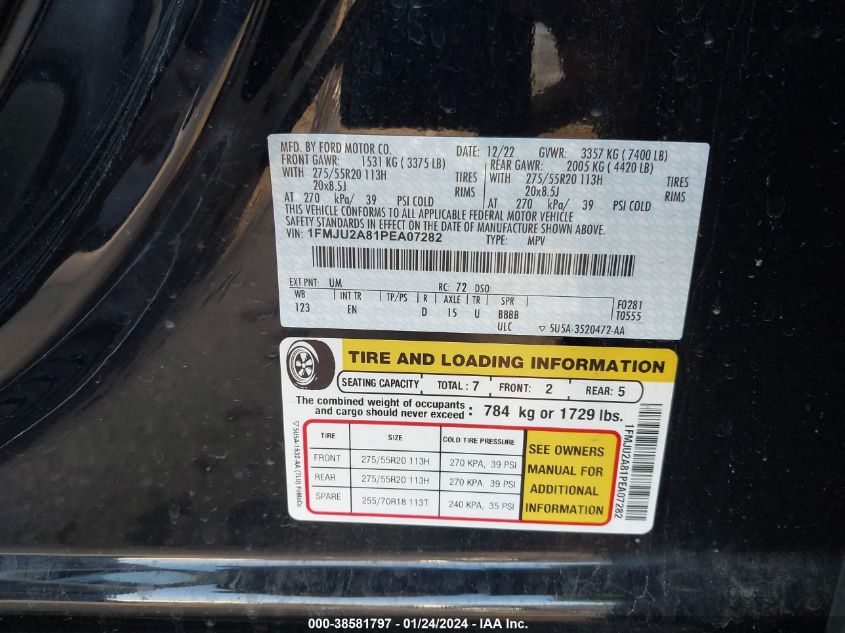 MFD. BY FORD MOTOR CO.
DATE: 12/22 GVWR: 3357 KG ( 7400 LB)
FRONT GAWR: 1531 KG ( 3375 LB) REAR GAWR: 2005 KG ( 4420 LB)
WITH 275/55R20 113H TIRES WITH 275/55R20 113H TIRES
20x8.5J RIMS 20x8.5J RIMS
AT 270 kPa/ 39 PSI COLD AT 270 kPa/ 39 PSI COLD
THIS VEHICLE CONFORMS TO ALL APPLICABLE FEDERAL MOTOR VEHICLE
SAFETY STANDARDS IN EFFECT ON THE DATE OF MANUFACTURE SHOWN ABOVE.
VIN: 1FMJU2A81PEA07282 TYPE: MPV
EXT PNT: UM RC: 72 DSO:
WB INT TR TP/PS R AXLE TR SPR F0281
123 EN D 15 U BBBB T0555
ULC ▽ 5U5A-3520472-AA
TIRE AND LOADING INFORMATION
SEATING CAPACITY TOTAL: 7 FRONT: 2 REAR: 5
The combined weight of occupants
and cargo should never exceed : 784 kg or 1729 lbs.
TIRE SIZE COLD TIRE PRESSURE
FRONT 275/55R20 113H 270 KPA, 39 PSI
REAR 275/55R20 113H 270 KPA, 39 PSI
SPARE 255/70R18 113T 240 KPA, 35 PSI
SEE OWNERS
MANUAL FOR
ADDITIONAL
INFORMATION
▽ 5U5A-1532-AA (TLU) FoMoCo
1FMJU2A81PEA07282
000-38581797 - 01/24/2024 - IAA Inc.